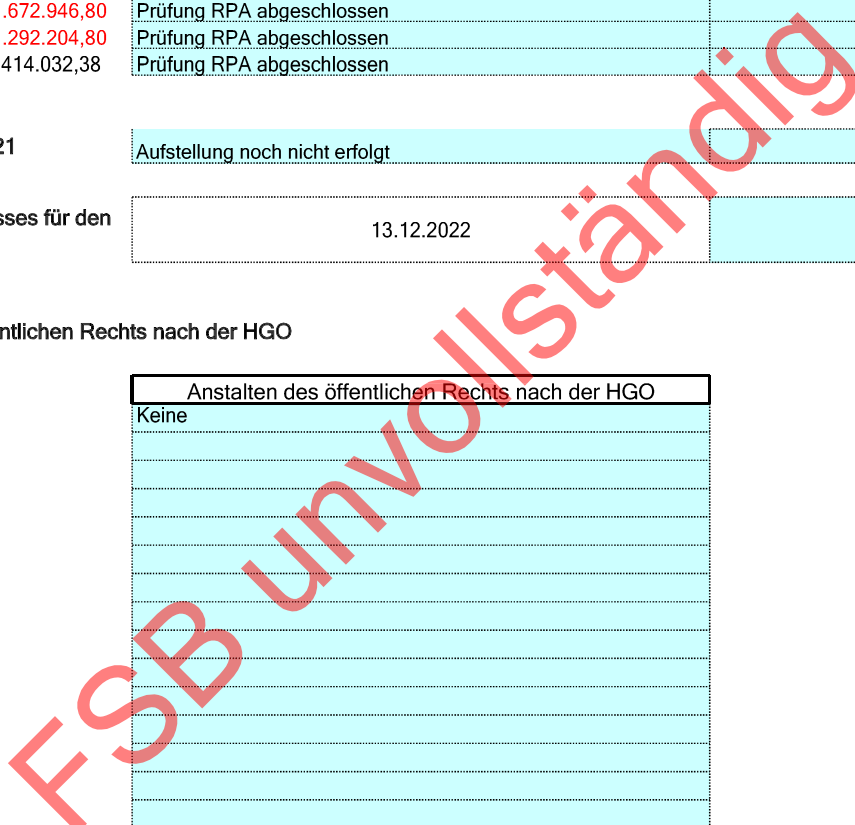 .672.946,80 Prüfung RPA abgeschlossen
.292.204,80 Prüfung RPA abgeschlossen
414.032,38 Prüfung RPA abgeschlossen
21 Aufstellung noch nicht erfolgt
sses für den 13.12.2022
ntlichen Rechts nach der HGO
Anstalten des öffentlichen Rechts nach der HGO
Keine
FSB unvollständig